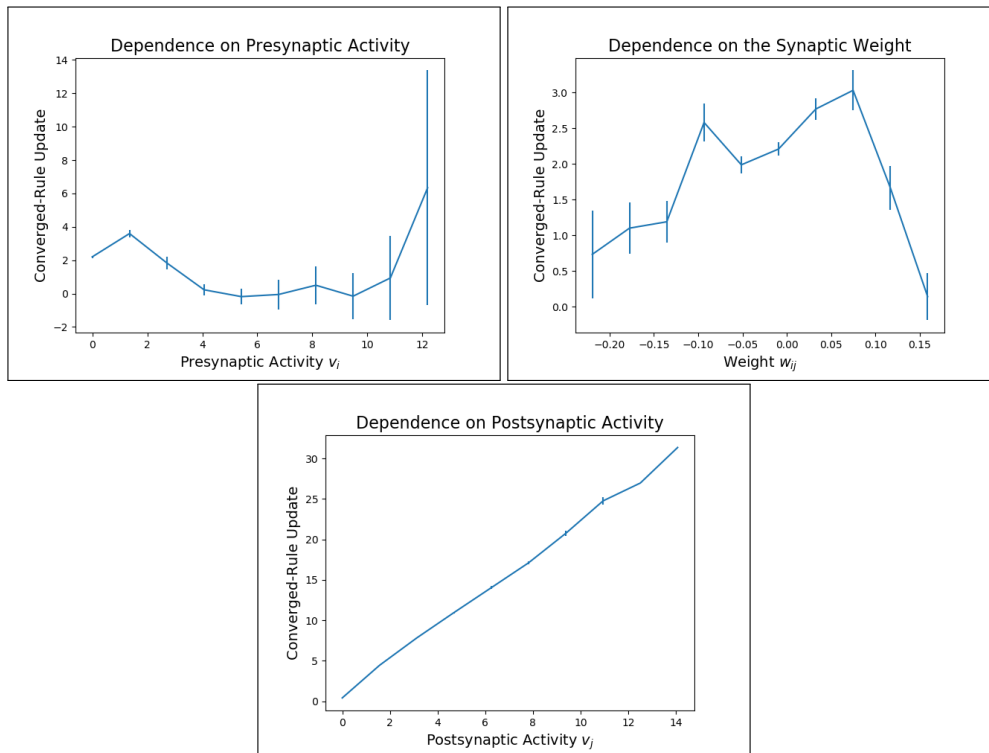 Dependence on Presynaptic Activity
14
12
10
8
6
4
2
0
−2
Converged-Rule Update
0 2 4 6 8 10 12
Presynaptic Activity v_i
Dependence on the Synaptic Weight
3.0
2.5
2.0
1.5
1.0
0.5
0.0
Converged-Rule Update
−0.20 −0.15 −0.10 −0.05 0.00 0.05 0.10 0.15
Weight w_ij
Dependence on Postsynaptic Activity
30
25
20
15
10
5
0
Converged-Rule Update
0 2 4 6 8 10 12 14
Postsynaptic Activity v_j